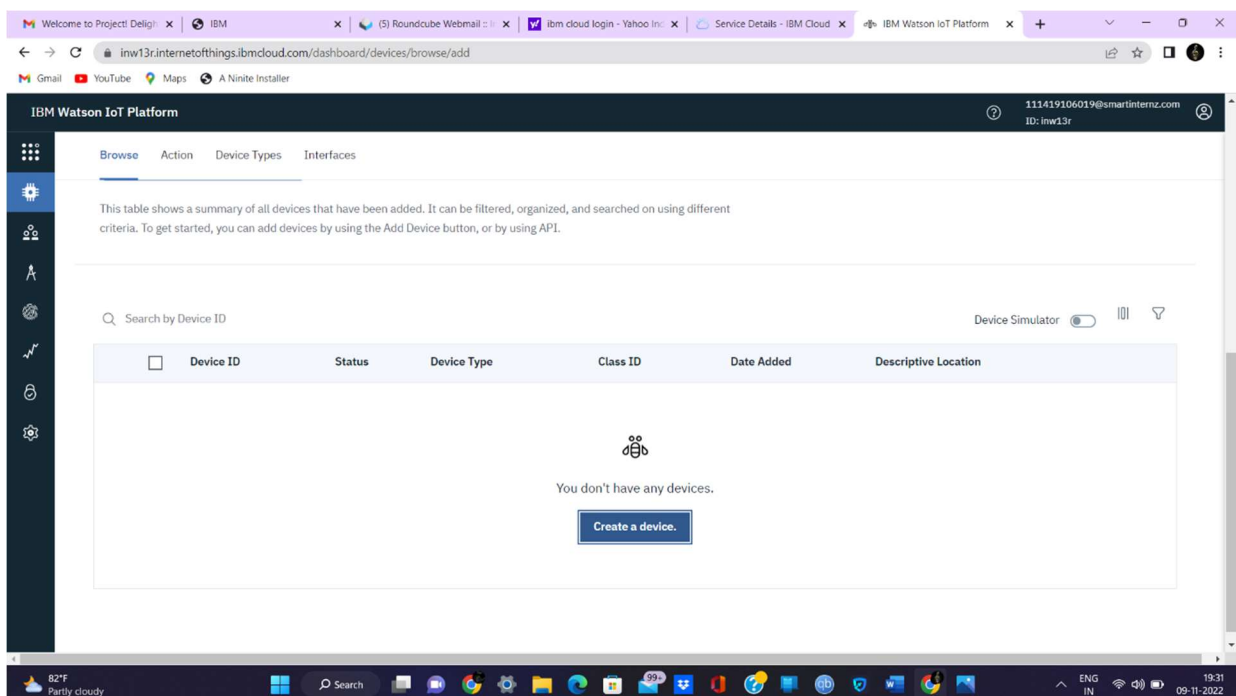 Welcome to Project! Deligh
IBM
(5) Roundcube Webmail :: I
ibm cloud login - Yahoo Ind
Service Details - IBM Cloud
IBM Watson IoT Platform
inw13r.internetofthings.ibmcloud.com/dashboard/devices/browse/add
Gmail YouTube Maps A Ninite Installer
IBM Watson IoT Platform
111419106019@smartinternz.com
ID: inw13r
Browse Action Device Types Interfaces
This table shows a summary of all devices that have been added. It can be filtered, organized, and searched on using different
criteria. To get started, you can add devices by using the Add Device button, or by using API.
Search by Device ID
Device Simulator
Device ID Status Device Type Class ID Date Added Descriptive Location
You don't have any devices.
Create a device.
82°F
Partly cloudy
Search
99+
ENG
IN
19:31
09-11-2022